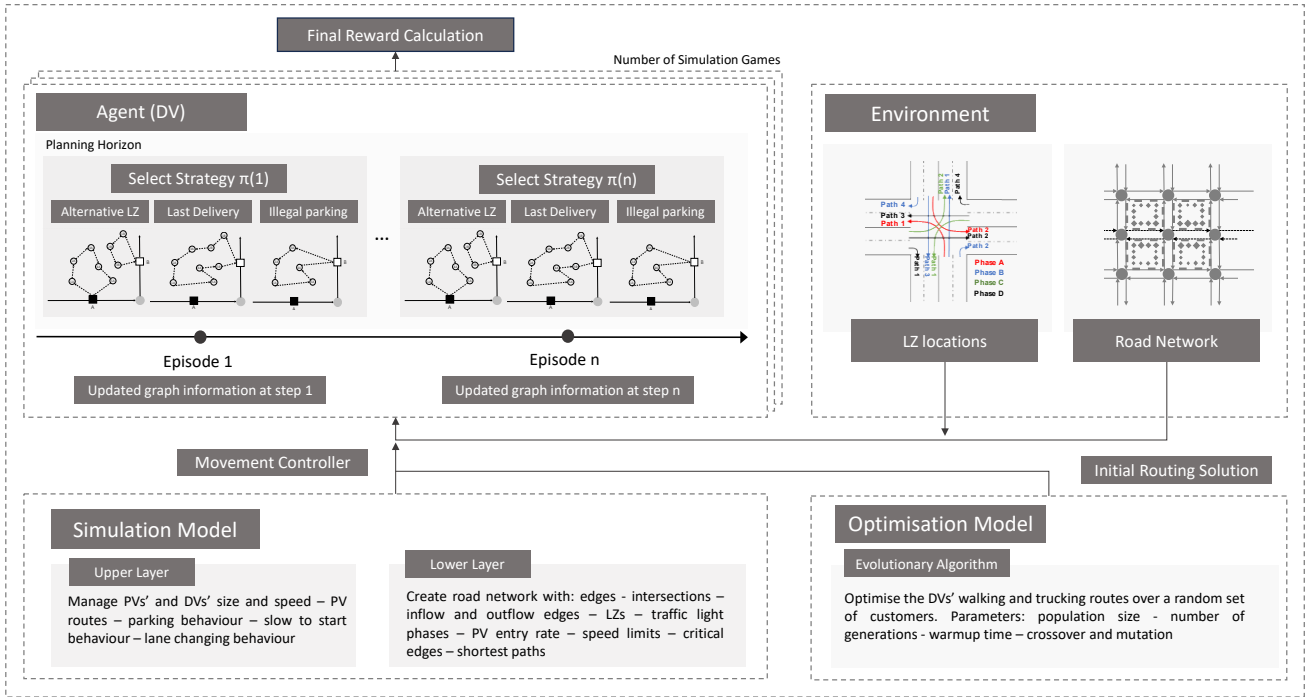 Final Reward Calculation
Number of Simulation Games
Agent (DV)
Planning Horizon
Select Strategy π(1)
Alternative LZ
Last Delivery
Illegal parking
...
Select Strategy π(n)
Alternative LZ
Last Delivery
Illegal parking
B
B
B
B
B
B
A
A
A
A
Episode 1
Episode n
Updated graph information at step 1
Updated graph information at step n
Environment
Path 2
Path 1
Path 4
Path 4
Path 3
Path 1
Path 2
Path 2
Path 2
Phase A
Phase B
Phase C
Phase D
LZ locations
Road Network
Movement Controller
Initial Routing Solution
Simulation Model
Upper Layer
Manage PVs’ and DVs’ size and speed – PV
routes – parking behaviour – slow to start
behaviour – lane changing behaviour
Lower Layer
Create road network with: edges - intersections –
inflow and outflow edges – LZs – traffic light
phases – PV entry rate – speed limits – critical
edges – shortest paths
Optimisation Model
Evolutionary Algorithm
Optimise the DVs’ walking and trucking routes over a random set
of customers. Parameters: population size - number of
generations - warmup time – crossover and mutation